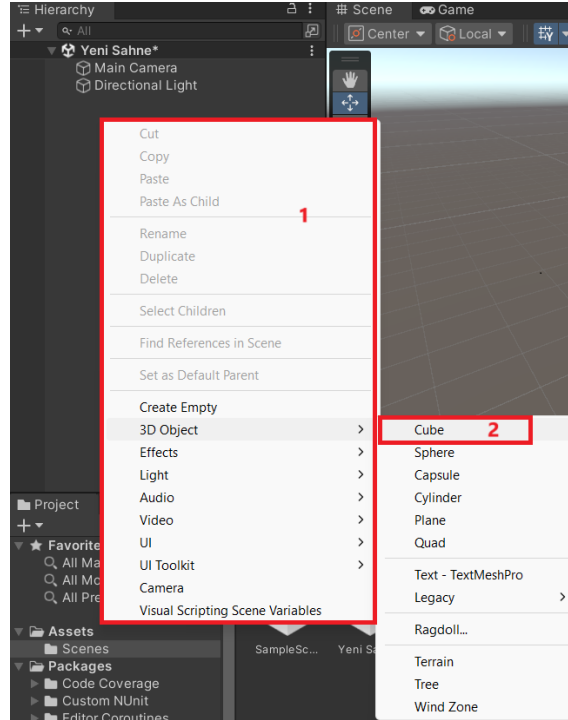 Hierarchy
Scene
Game
All
Center
Local
Yeni Sahne*
Main Camera
Directional Light
Cut
Copy
Paste
Paste As Child
1
Rename
Duplicate
Delete
Select Children
Find References in Scene
Set as Default Parent
Create Empty
3D Object
Effects
Light
Audio
Video
UI
UI Toolkit
Camera
Visual Scripting Scene Variables
Cube
2
Sphere
Capsule
Cylinder
Plane
Quad
Text - TextMeshPro
Legacy
Ragdoll...
Terrain
Tree
Wind Zone
Project
Favorite
All Ma
All Mo
All Pre
Assets
Scenes
Packages
Code Coverage
Custom NUnit
Editor Coroutines
SampleSc...
Yeni Sa